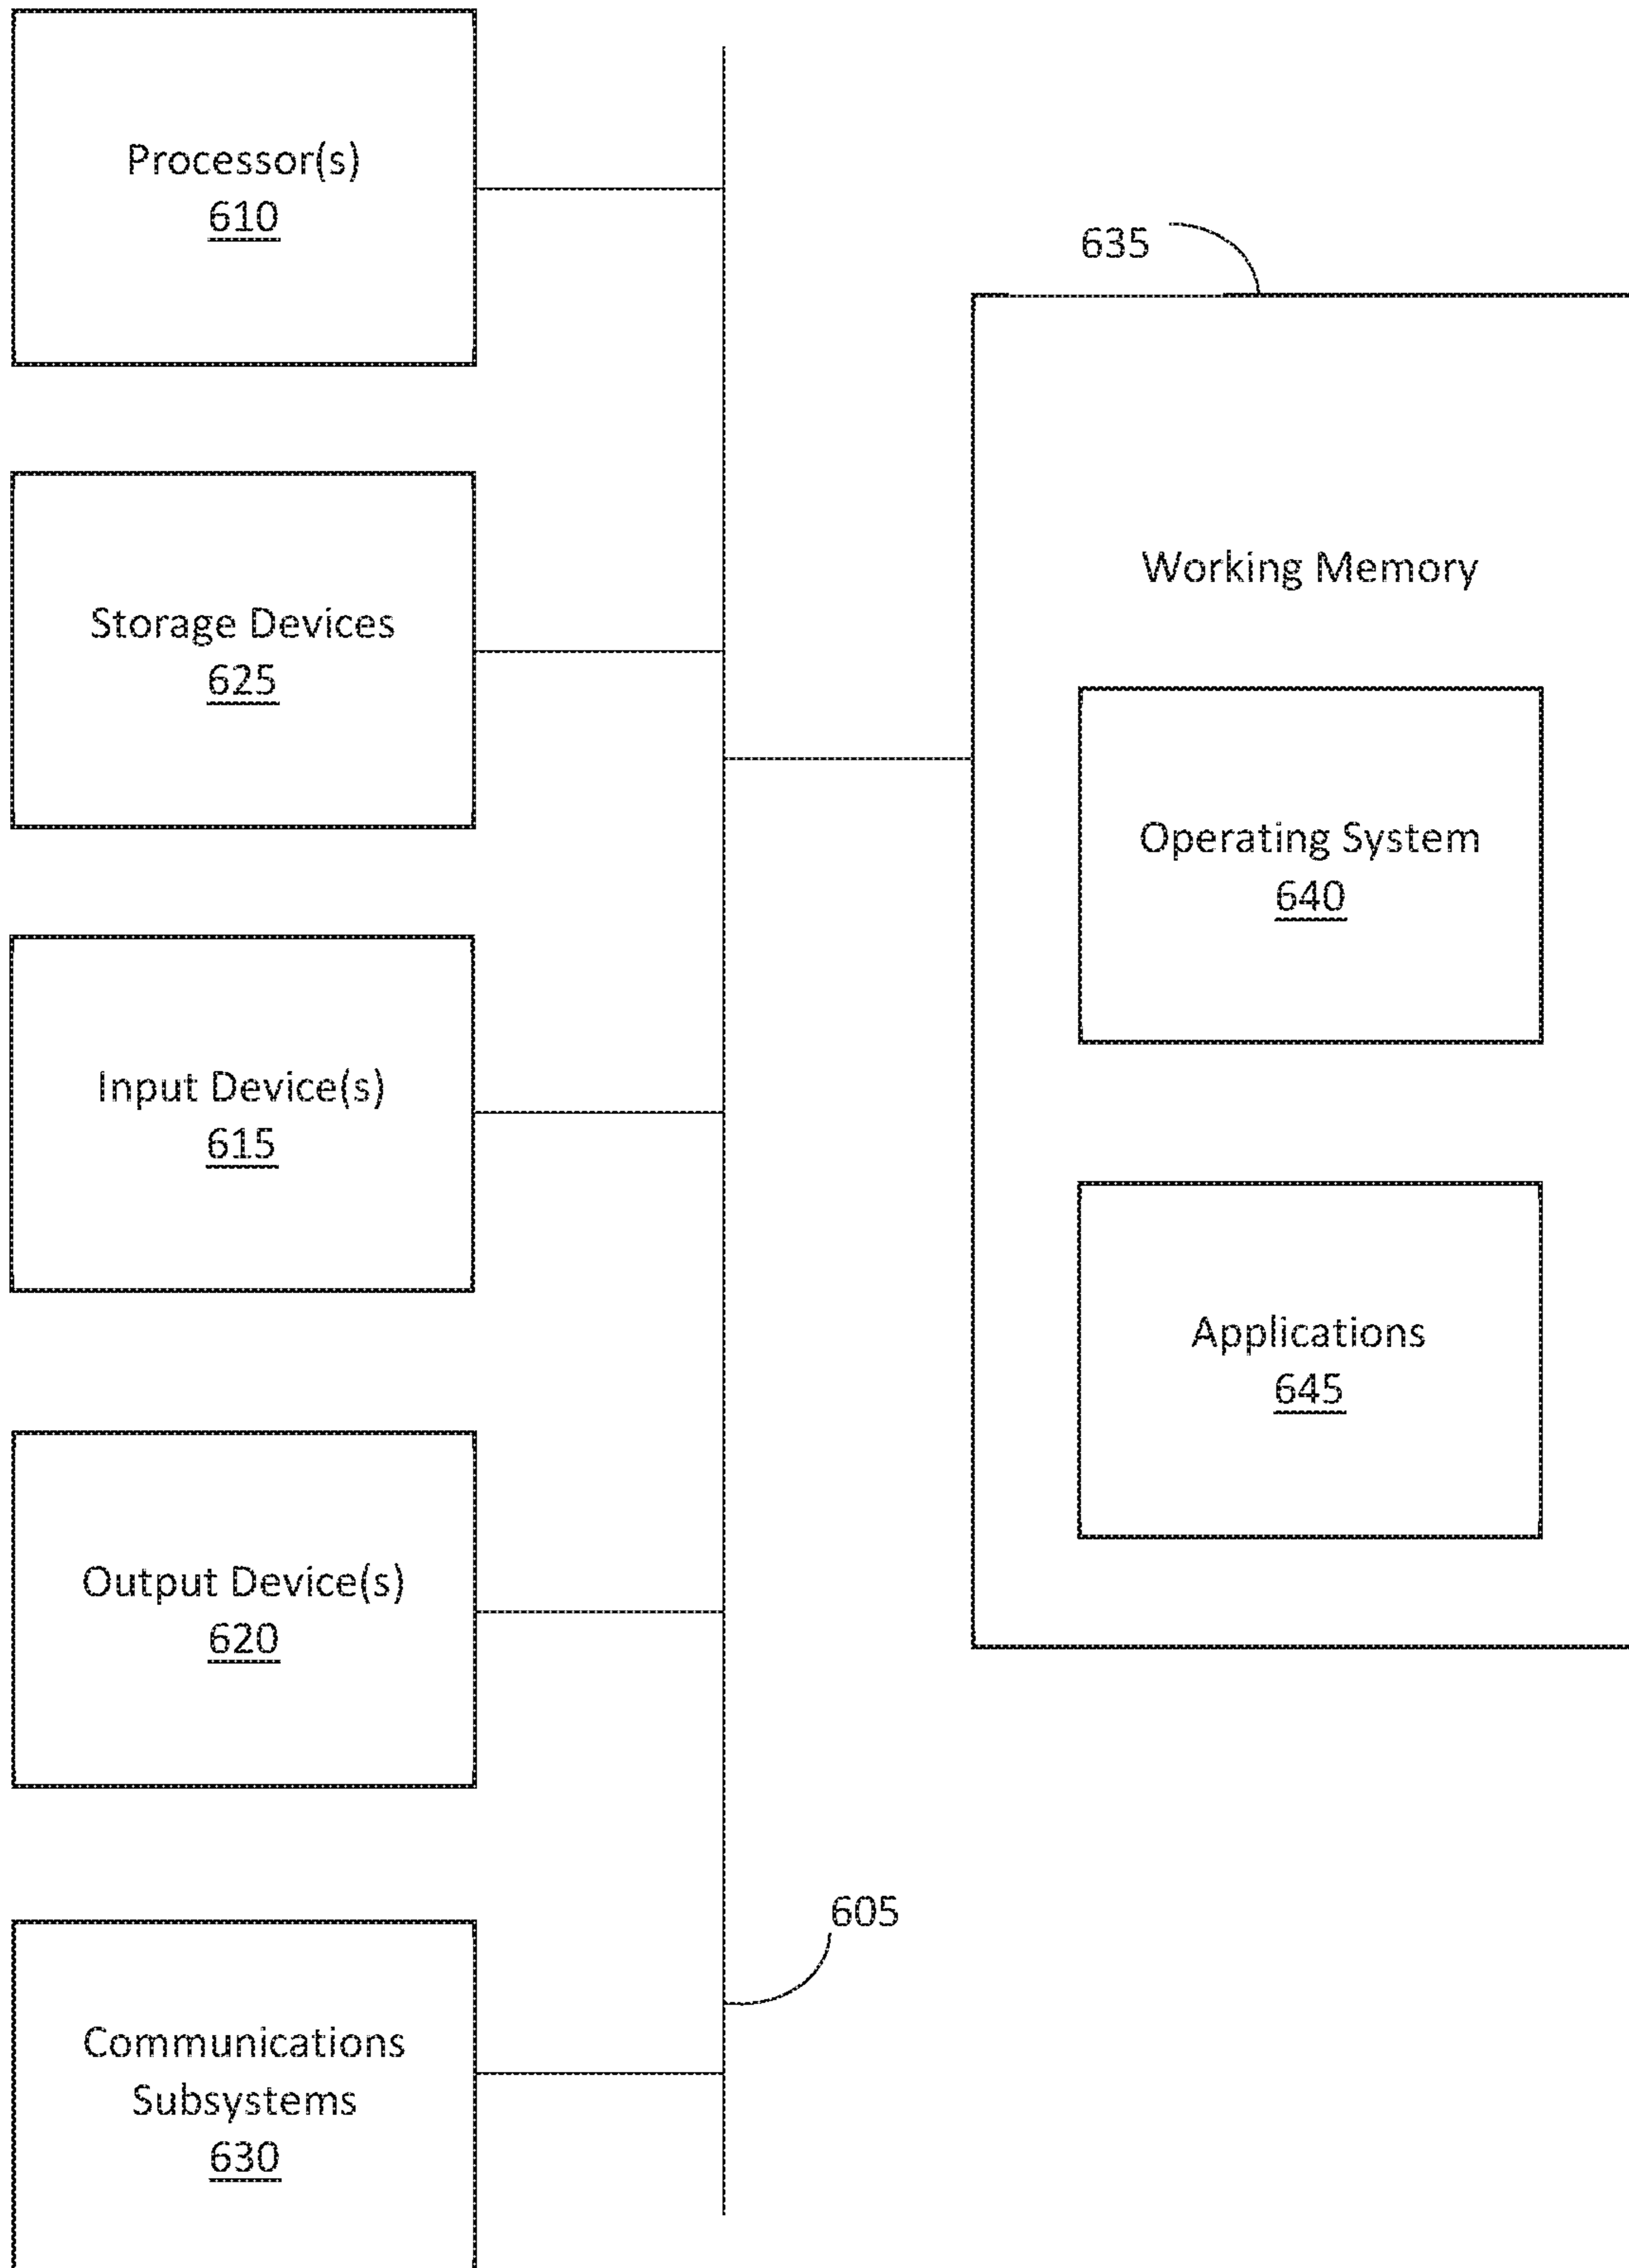 Processor(s)
610
635
Storage Devices
625
Working Memory
Operating System
640
Input Device(s)
615
Applications
645
Output Device(s)
620
605
Communications
Subsystems
630